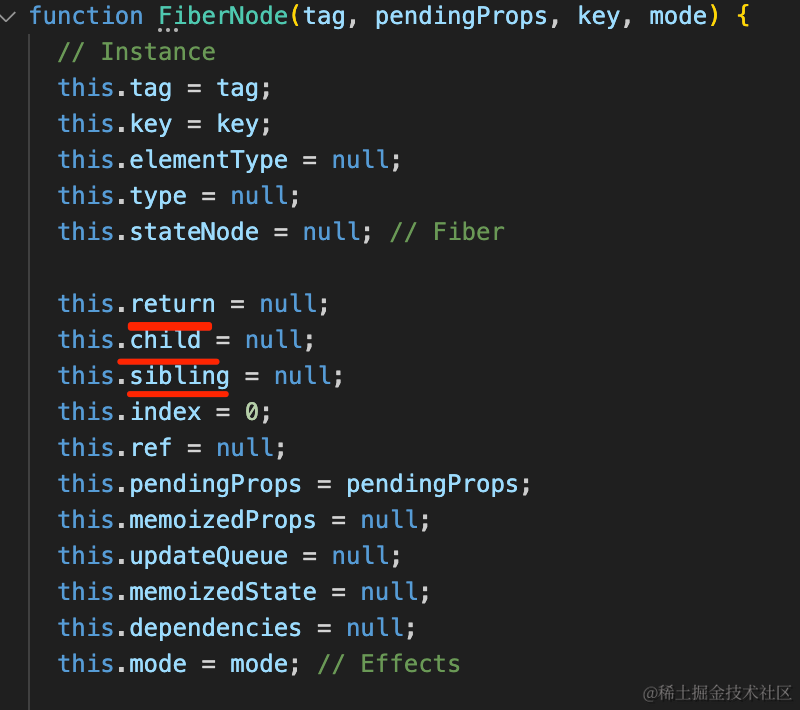 function FiberNode(tag, pendingProps, key, mode) {
// Instance
this.tag = tag;
this.key = key;
this.elementType = null;
this.type = null;
this.stateNode = null; // Fiber
this.return = null;
this.child = null;
this.sibling = null;
this.index = 0;
this.ref = null;
this.pendingProps = pendingProps;
this.memoizedProps = null;
this.updateQueue = null;
this.memoizedState = null;
this.dependencies = null;
this.mode = mode; // Effects
@稀土掘金技术社区